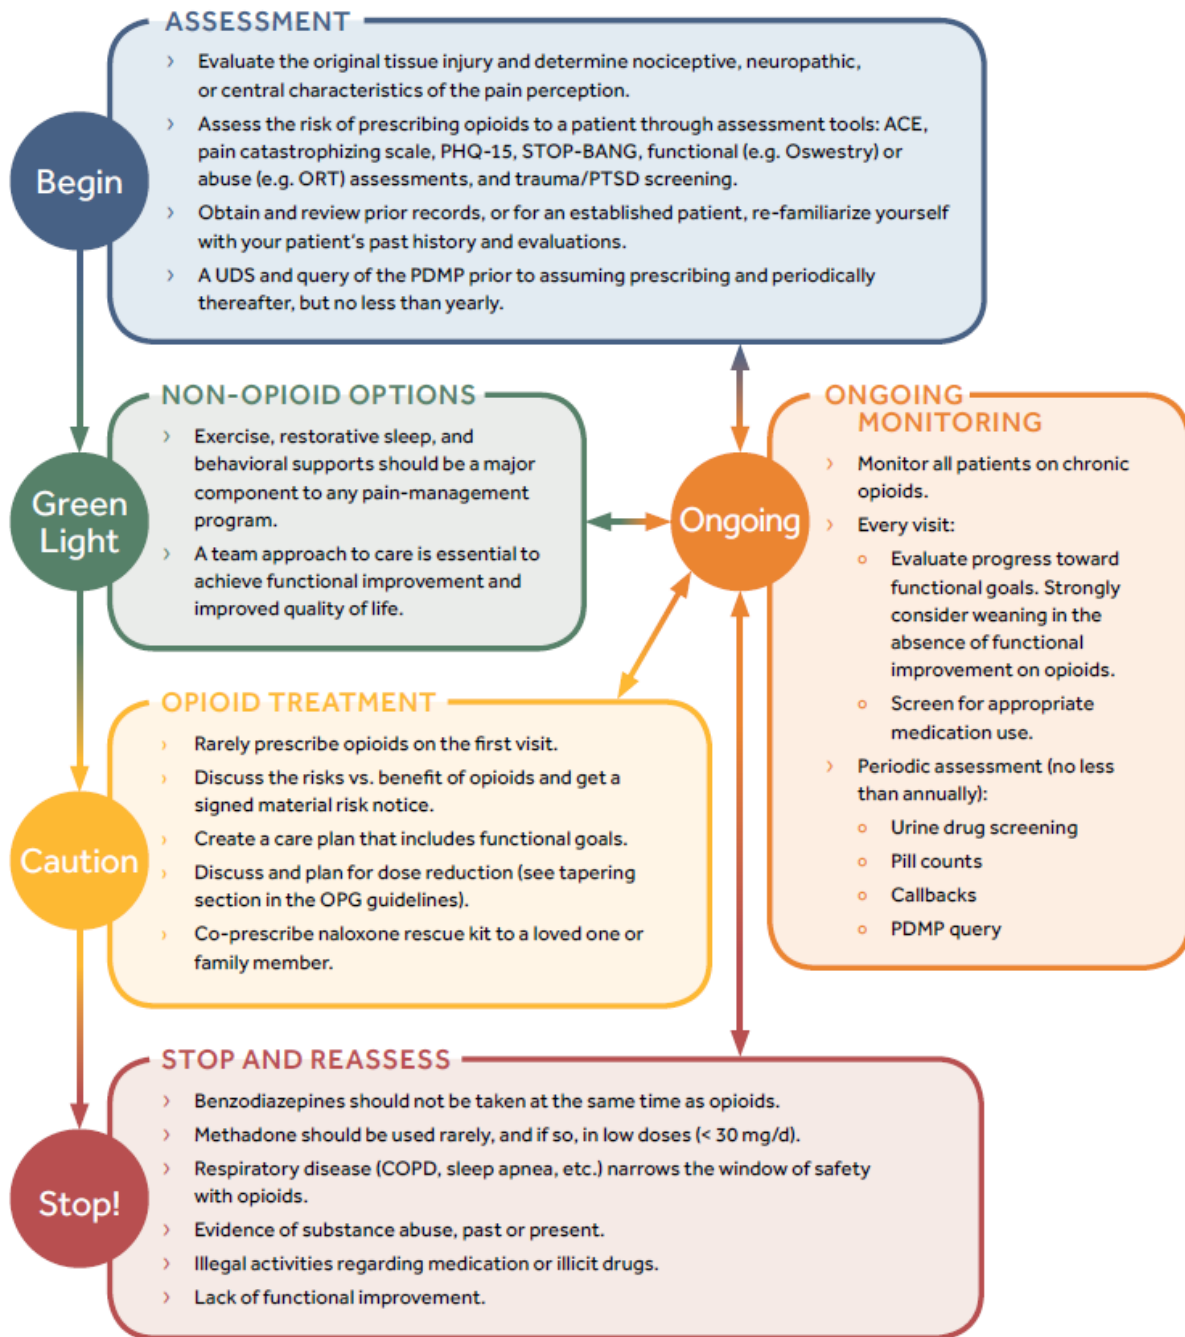 ASSESSMENT
Begin
› Evaluate the original tissue injury and determine nociceptive, neuropathic,
or central characteristics of the pain perception.
› Assess the risk of prescribing opioids to a patient through assessment tools: ACE,
pain catastrophizing scale, PHQ-15, STOP-BANG, functional (e.g. Oswestry) or
abuse (e.g. ORT) assessments, and trauma/PTSD screening.
› Obtain and review prior records, or for an established patient, re-familiarize yourself
with your patient's past history and evaluations.
› A UDS and query of the PDMP prior to assuming prescribing and periodically
thereafter, but no less than yearly.
NON-OPIOID OPTIONS
Green
Light
› Exercise, restorative sleep, and
behavioral supports should be a major
component to any pain-management
program.
› A team approach to care is essential to
achieve functional improvement and
improved quality of life.
Ongoing
ONGOING
MONITORING
› Monitor all patients on chronic
opioids.
› Every visit:
o Evaluate progress toward
functional goals. Strongly
consider weaning in the
absence of functional
improvement on opioids.
o Screen for appropriate
medication use.
› Periodic assessment (no less
than annually):
o Urine drug screening
o Pill counts
o Callbacks
o PDMP query
OPIOID TREATMENT
Caution
› Rarely prescribe opioids on the first visit.
› Discuss the risks vs. benefit of opioids and get a
signed material risk notice.
› Create a care plan that includes functional goals.
› Discuss and plan for dose reduction (see tapering
section in the OPG guidelines).
› Co-prescribe naloxone rescue kit to a loved one or
family member.
STOP AND REASSESS
Stop!
› Benzodiazepines should not be taken at the same time as opioids.
› Methadone should be used rarely, and if so, in low doses (< 30 mg/d).
› Respiratory disease (COPD, sleep apnea, etc.) narrows the window of safety
with opioids.
› Evidence of substance abuse, past or present.
› Illegal activities regarding medication or illicit drugs.
› Lack of functional improvement.